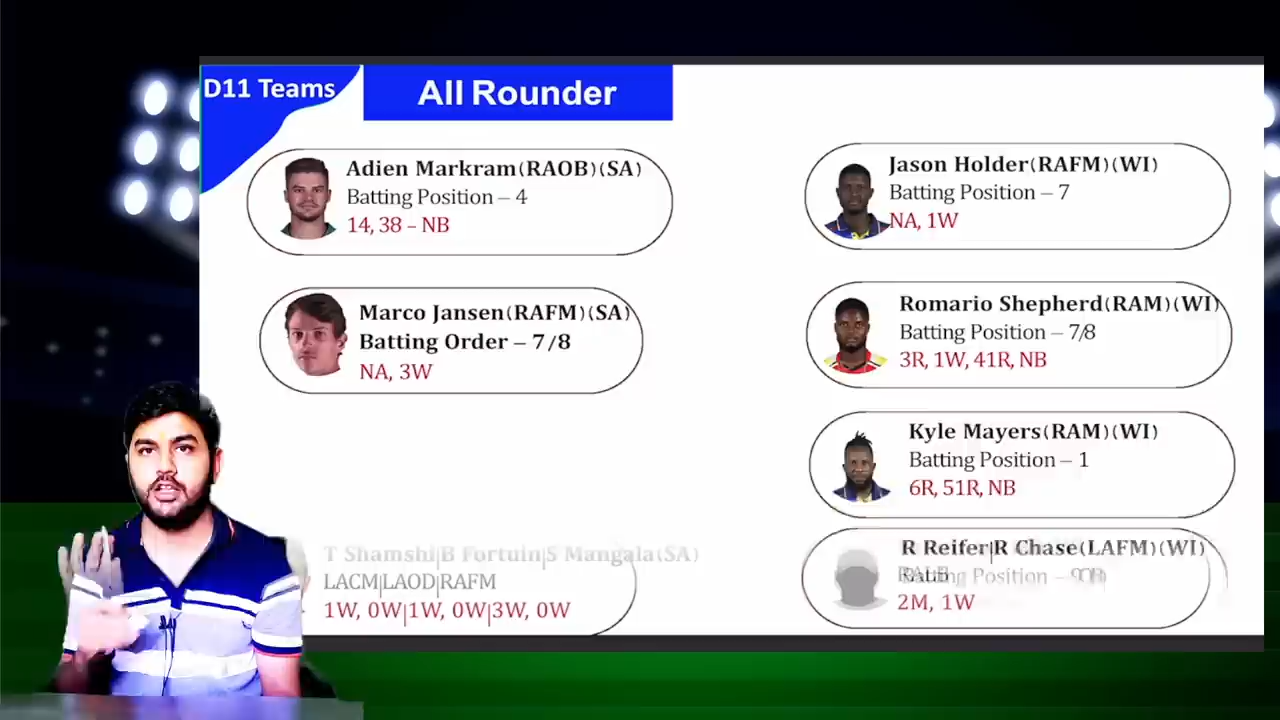 D11 Teams
All Rounder
Adien Markram(RAOB)(SA)
Batting Position – 4
14, 38 – NB
Marco Jansen(RAFM)(SA)
Batting Order – 7/8
NA, 3W
T Shamshi|B Fortuin|S Mangala(SA)
LACM|LAOD|RAFM
1W, 0W|1W, 0W|3W, 0W
Jason Holder(RAFM)(WI)
Batting Position – 7
NA, 1W
Romario Shepherd(RAM)(WI)
Batting Position – 7/8
3R, 1W, 41R, NB
Kyle Mayers(RAM)(WI)
Batting Position – 1
6R, 51R, NB
R Reifer|R Chase(LAFM)(WI)
Position –
2M, 1W